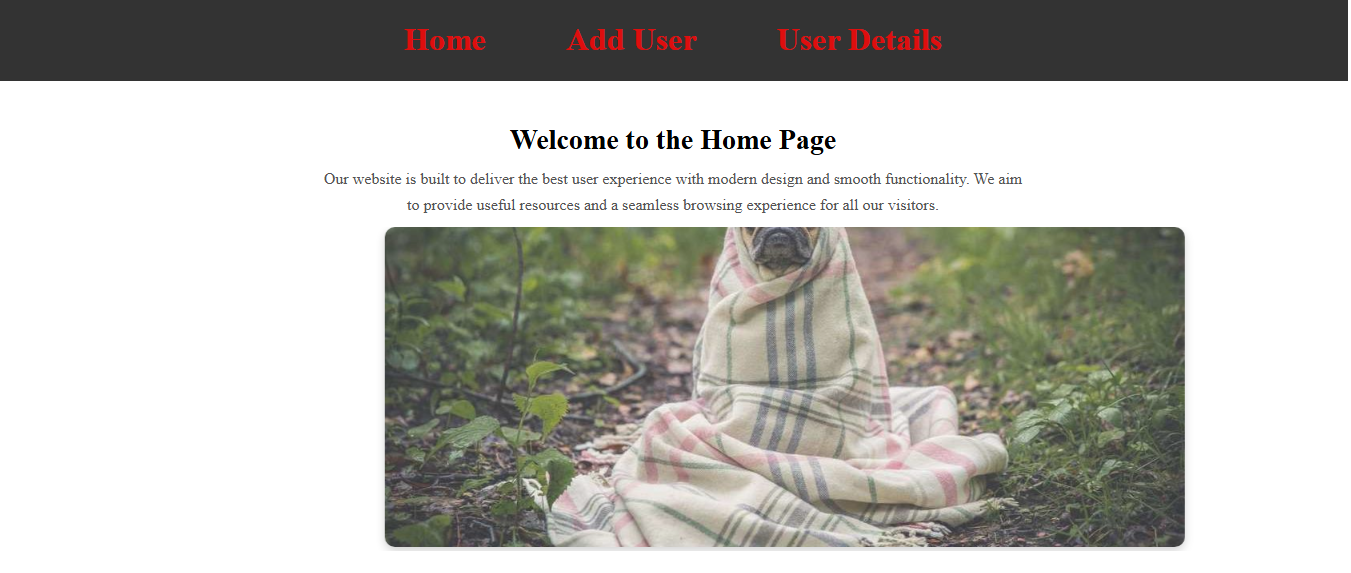 Home Add User User Details
Welcome to the Home Page
Our website is built to deliver the best user experience with modern design and smooth functionality. We aim
to provide useful resources and a seamless browsing experience for all our visitors.